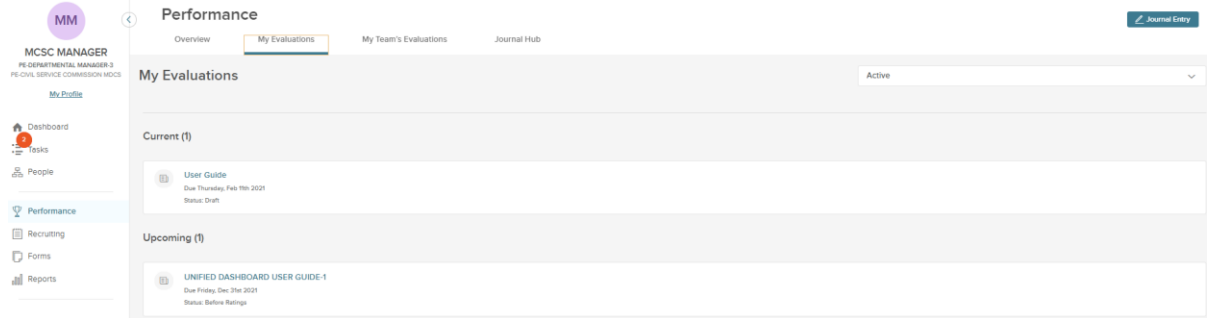 MM
MCSC MANAGER
PE-DEPARTMENTAL MANAGER-3
PE-CIVIL SERVICE COMMISSION MDCS
My Profile
Dashboard
2
Tasks
People
Performance
Recruiting
Forms
Reports
Performance
Journal Entry
Overview My Evaluations My Team's Evaluations Journal Hub
My Evaluations
Active
Current (1)
User Guide
Due Thursday, Feb 11th 2021
Status: Draft
Upcoming (1)
UNIFIED DASHBOARD USER GUIDE-1
Due Friday, Dec 31st 2021
Status: Before Ratings